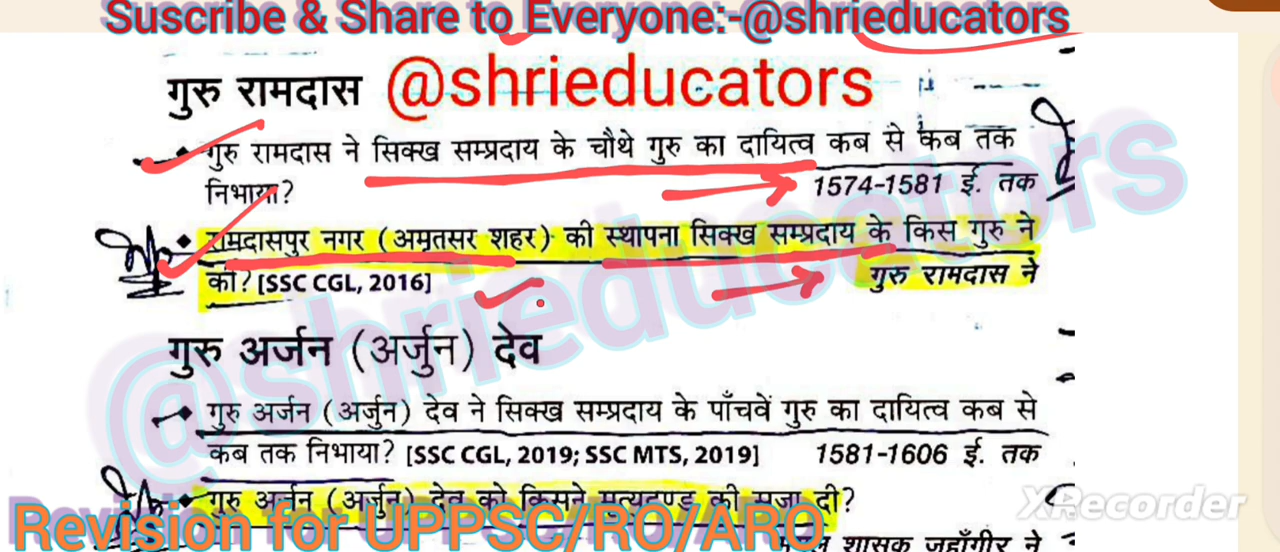 Suscribe & Share to Everyone:-@shrieducators
गुरु रामदास @shrieducators
गुरु रामदास ने सिक्ख सम्प्रदाय के चौथे गुरु का दायित्व कब से कब तक
निभाया? 1574-1581 ई. तक
रामदासपुर नगर (अमृतसर शहर) की स्थापना सिक्ख सम्प्रदाय के किस गुरु ने
की? [SSC CGL, 2016] गुरु रामदास ने
@shrieducators
गुरु अर्जन (अर्जुन) देव
गुरु अर्जन (अर्जुन) देव ने सिक्ख सम्प्रदाय के पाँचवें गुरु का दायित्व कब से
कब तक निभाया? [SSC CGL, 2019; SSC MTS, 2019] 1581-1606 ई. तक
गुरु अर्जन (अर्जुन) देव को किसने मृत्युदण्ड की सजा दी?
XRecorder
Revision for UPPSC/RO/ARO
शासक जहाँगीर ने